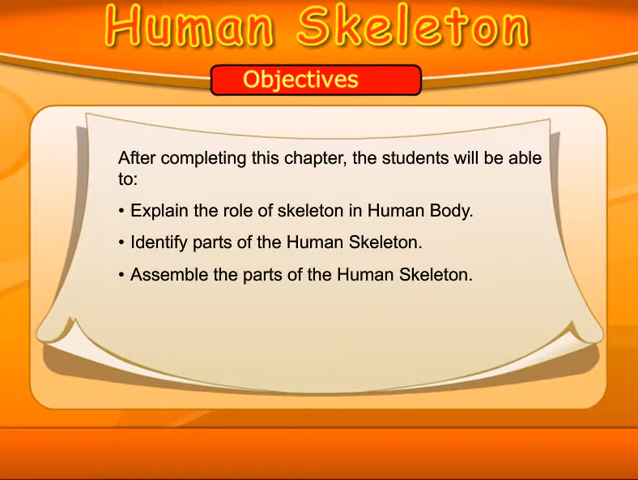 Human Skeleton
Objectives
After completing this chapter, the students will be able
to:
• Explain the role of skeleton in Human Body.
• Identify parts of the Human Skeleton.
• Assemble the parts of the Human Skeleton.